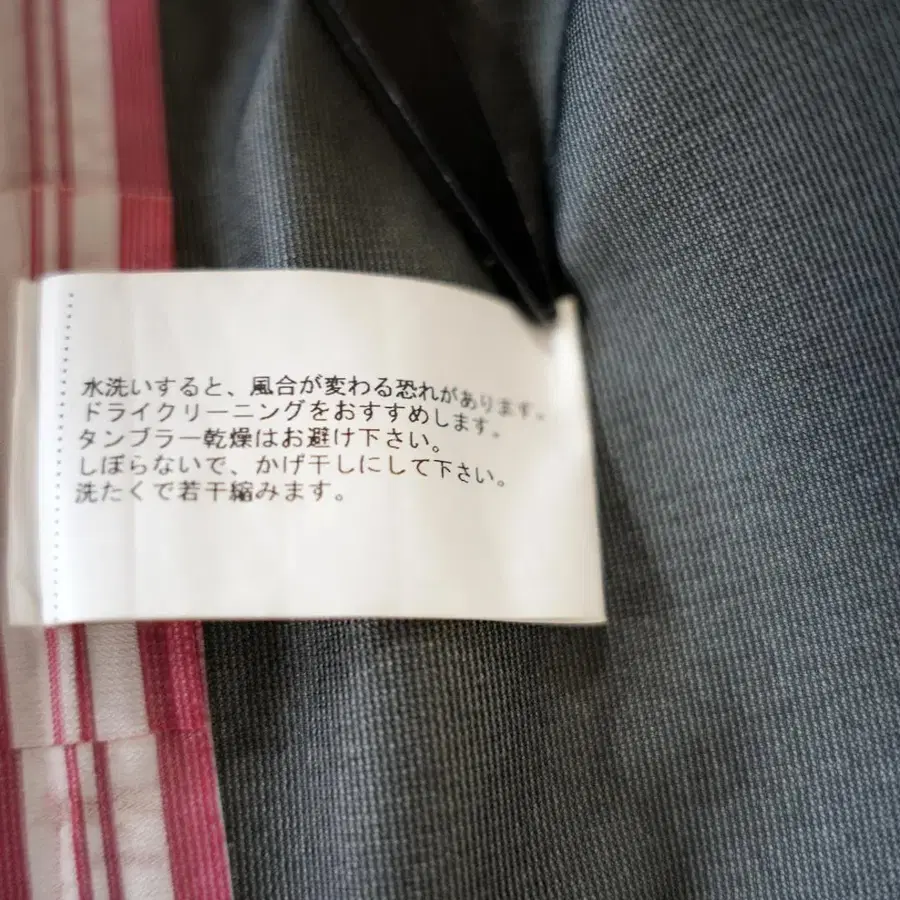 水洗いすると、風合が変わる恐れがあります。
ドライクリーニングをおすすめします。
タンブラー乾燥はお避け下さい。
しぼらないで、かげ干しにして下さい。
洗たくで若干縮みます。